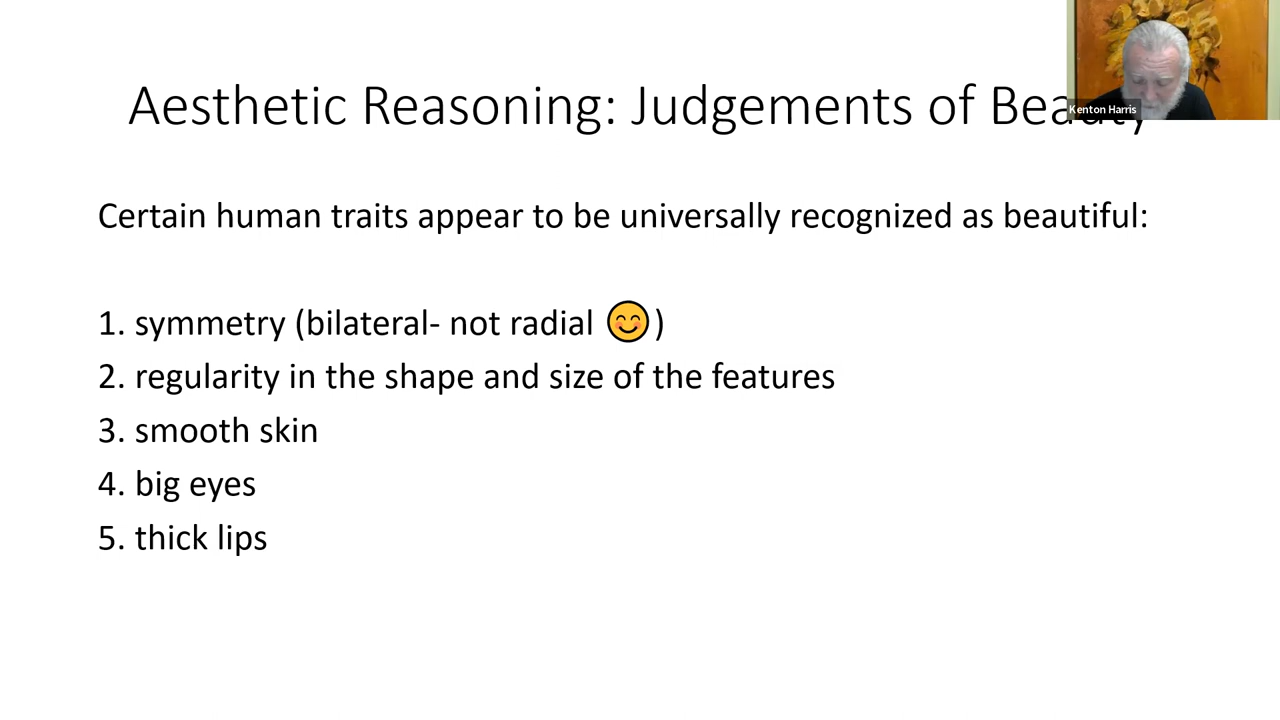 Aesthetic Reasoning: Judgements of Beauty
Kenton Harris
Certain human traits appear to be universally recognized as beautiful:
1. symmetry (bilateral- not radial 😊)
2. regularity in the shape and size of the features
3. smooth skin
4. big eyes
5. thick lips